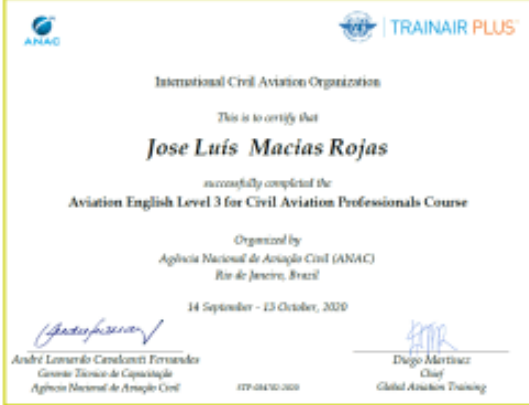 ANAC
TRAINAIR PLUS
International Civil Aviation Organization
This is to certify that
Jose Luís Macias Rojas
successfully completed the
Aviation English Level 3 for Civil Aviation Professionals Course
Organized by
Agência Nacional de Aviação Civil (ANAC)
Rio de Janeiro, Brazil
14 September - 13 October, 2020
André Leonardo Cavalcanti Fernandes
Gerente Técnico de Capacitação
Agência Nacional de Aviação Civil
Diego Martinez
Chief
Global Aviation Training